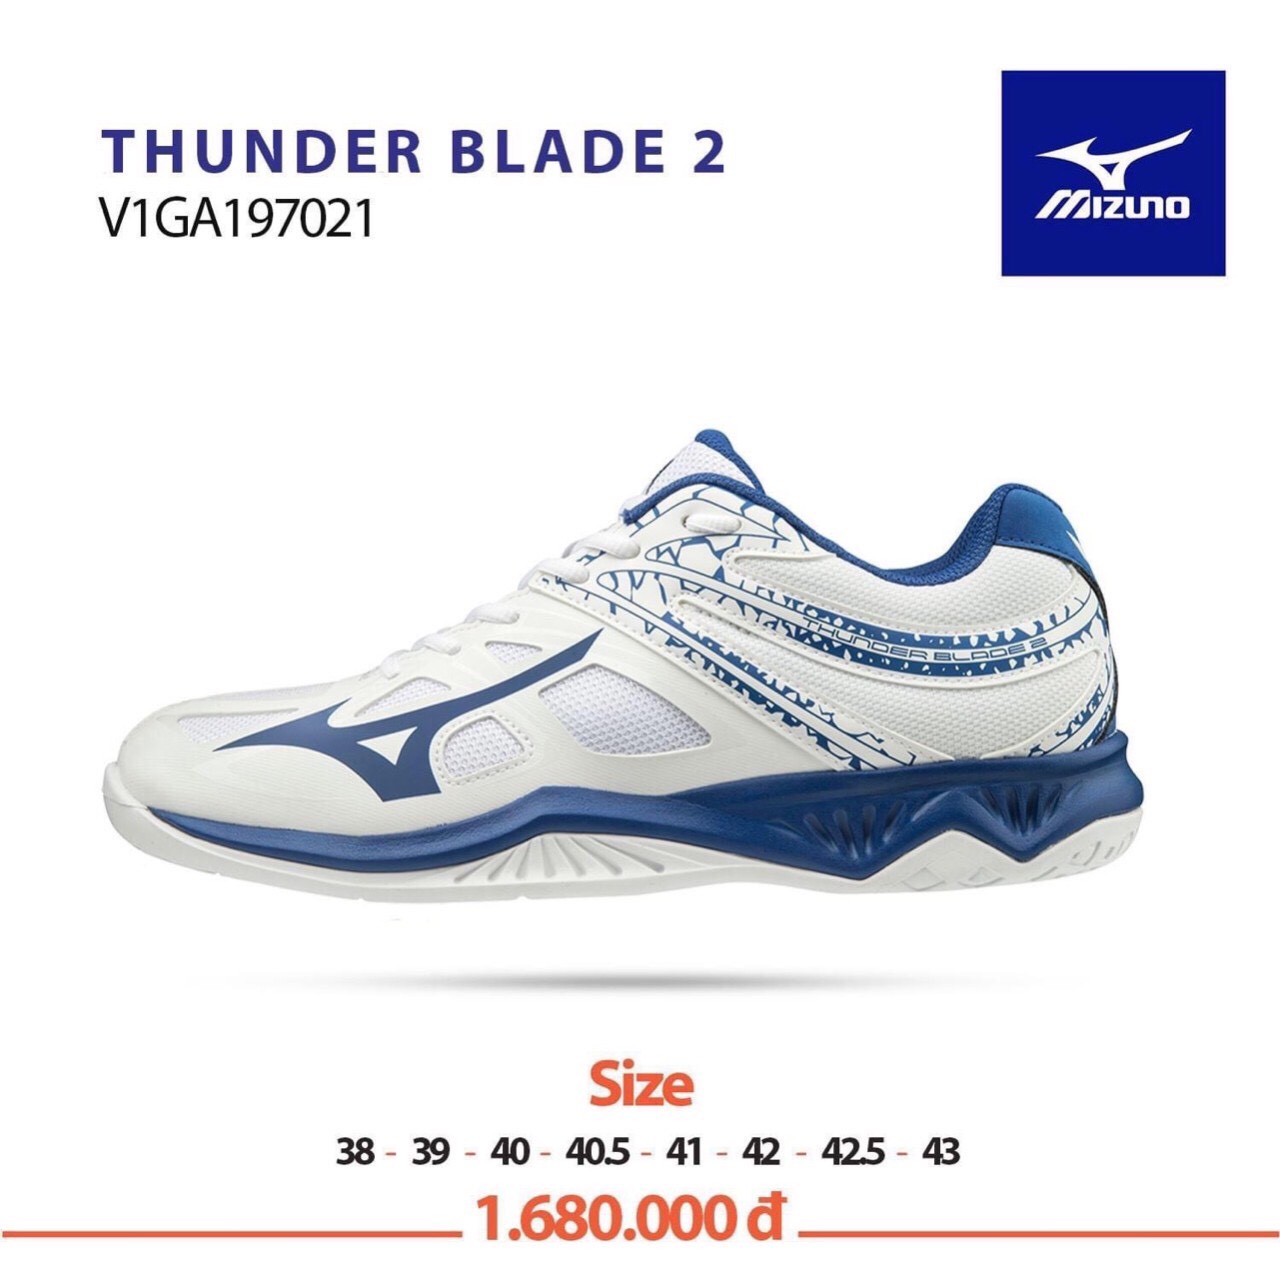 THUNDER BLADE 2
V1GA197021
MIZUNO
THUNDER BLADE 2
Size
38 - 39 - 40 - 40.5 - 41 - 42 - 42.5 - 43
1.680.000 đ